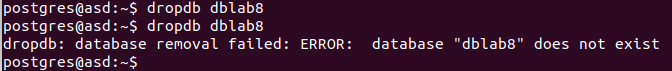 postgres@asd:~$ dropdb dblab8
postgres@asd:~$ dropdb dblab8
dropdb: database removal failed: ERROR:  database "dblab8" does not exist
postgres@asd:~$